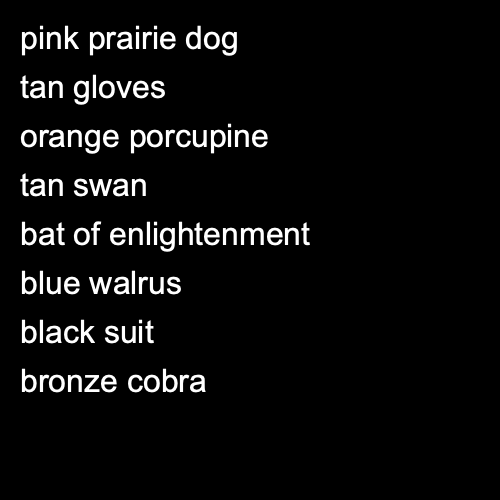 pink prairie dog
tan gloves
orange porcupine
tan swan
bat of enlightenment
blue walrus
black suit
bronze cobra